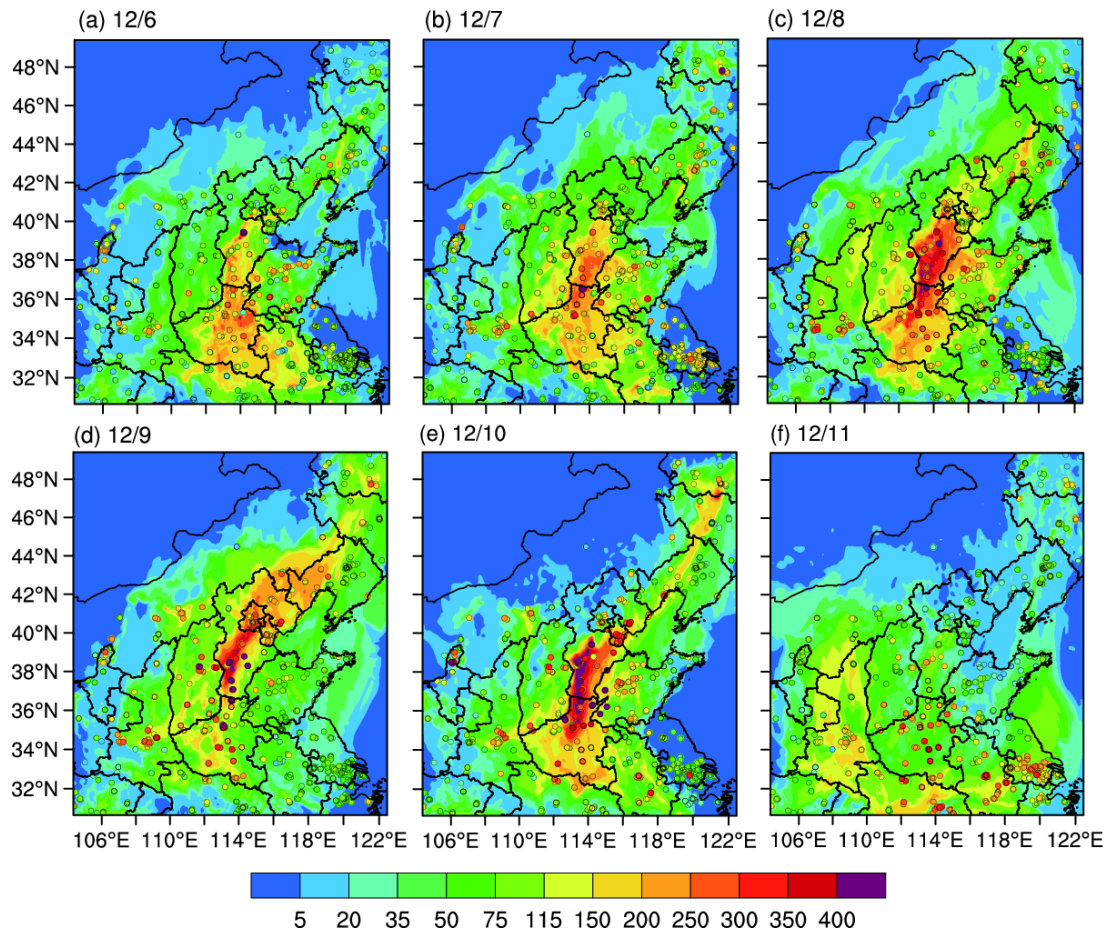 (a) 12/6
(b) 12/7
(c) 12/8
48°N
46°N
44°N
42°N
40°N
38°N
36°N
34°N
32°N
(d) 12/9
(e) 12/10
(f) 12/11
48°N
46°N
44°N
42°N
40°N
38°N
36°N
34°N
32°N
106°E 110°E 114°E 118°E 122°E
106°E 110°E 114°E 118°E 122°E
106°E 110°E 114°E 118°E 122°E
5 20 35 50 75 115 150 200 250 300 350 400